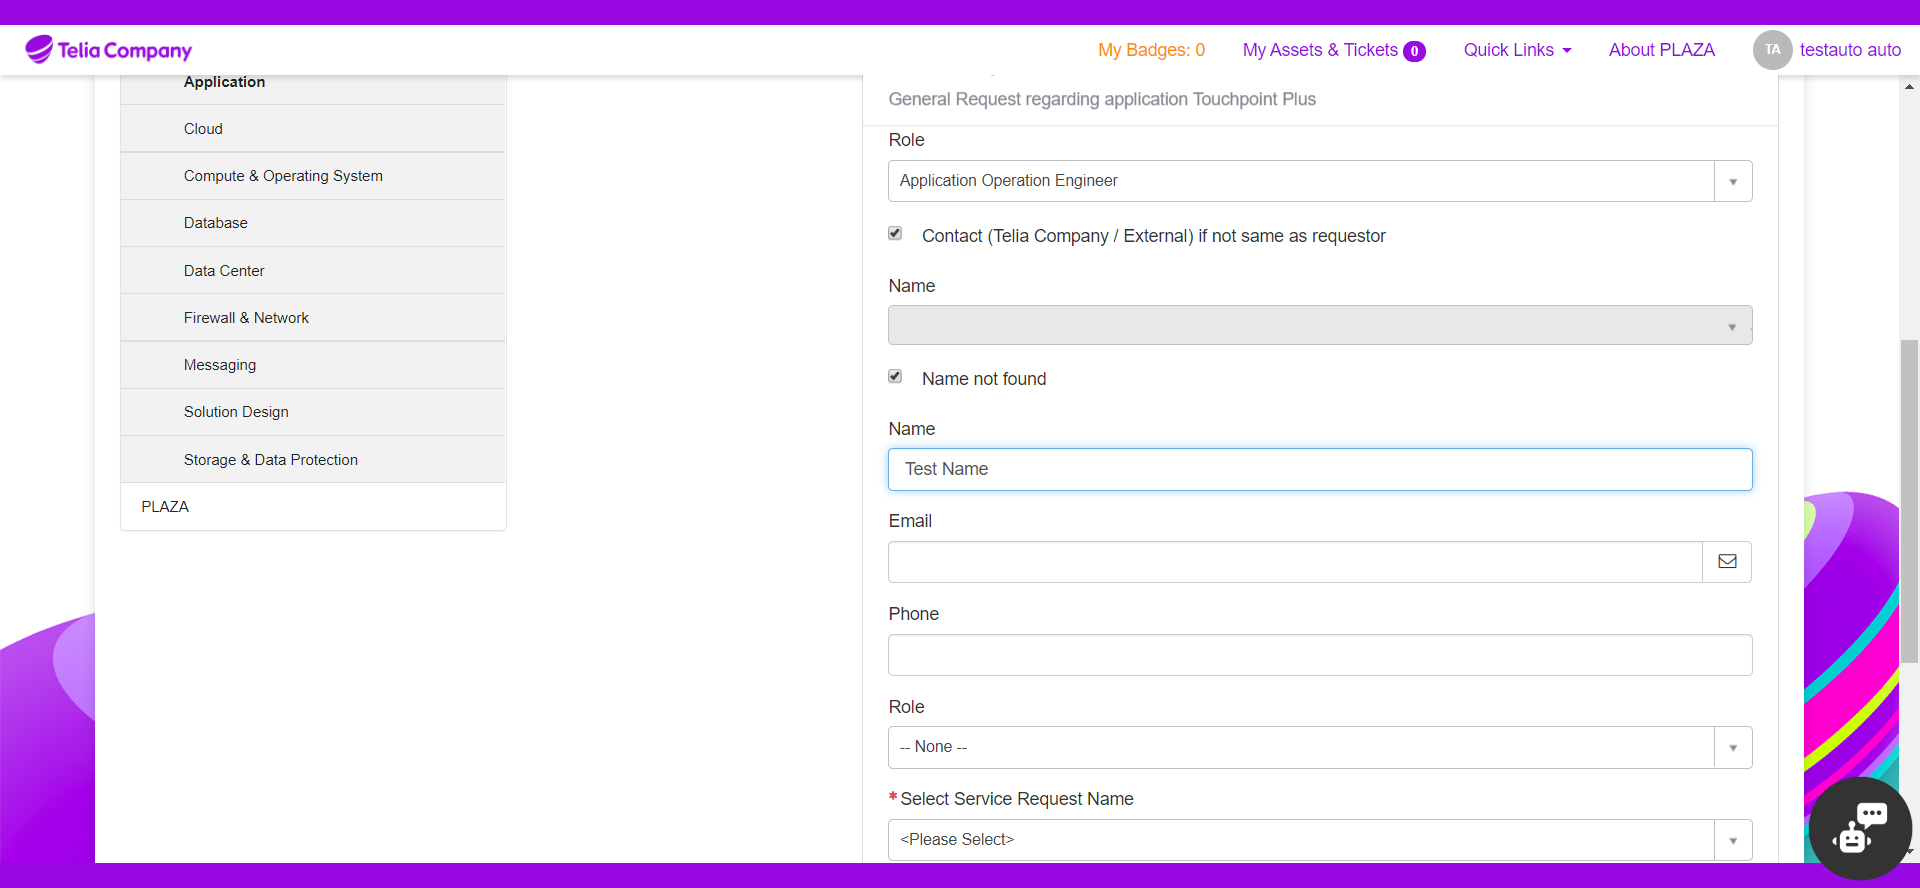 Telia Company
My Badges: 0
My Assets & Tickets 0
Quick Links
About PLAZA
TA
testauto auto
Application
Cloud
Compute & Operating System
Database
Data Center
Firewall & Network
Messaging
Solution Design
Storage & Data Protection
PLAZA
General Request regarding application Touchpoint Plus
Role
Application Operation Engineer
Contact (Telia Company / External) if not same as requestor
Name
Name not found
Name
Test Name
Email
Phone
Role
-- None --
* Select Service Request Name
<Please Select>